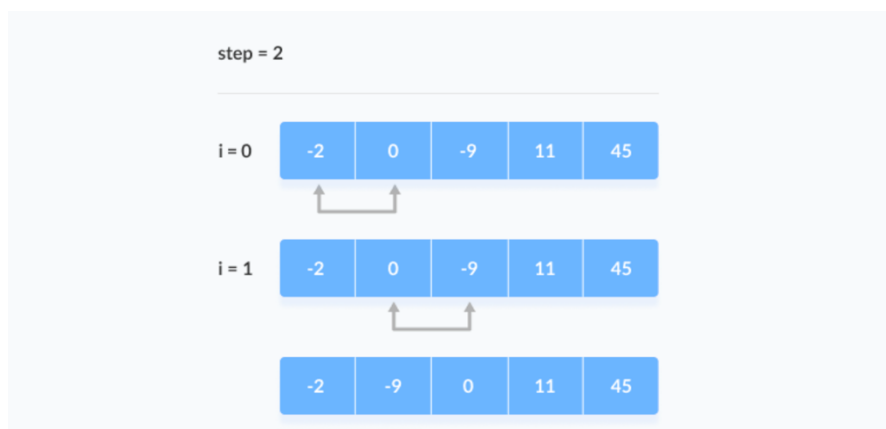 step = 2
i = 0 -2 0 -9 11 45
i = 1 -2 0 -9 11 45
-2 -9 0 11 45